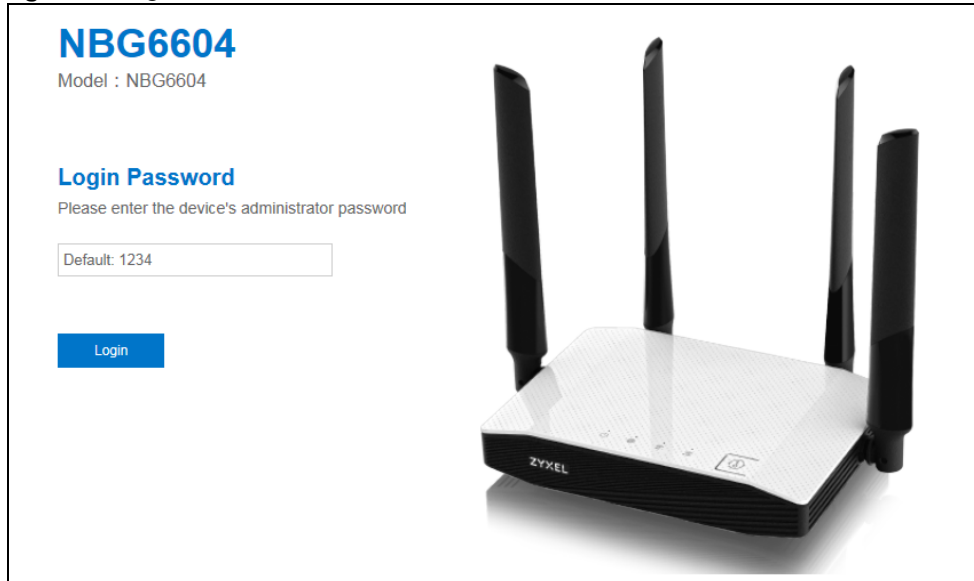 NBG6604
Model : NBG6604
Login Password
Please enter the device's administrator password
Default: 1234
Login
ZYXEL